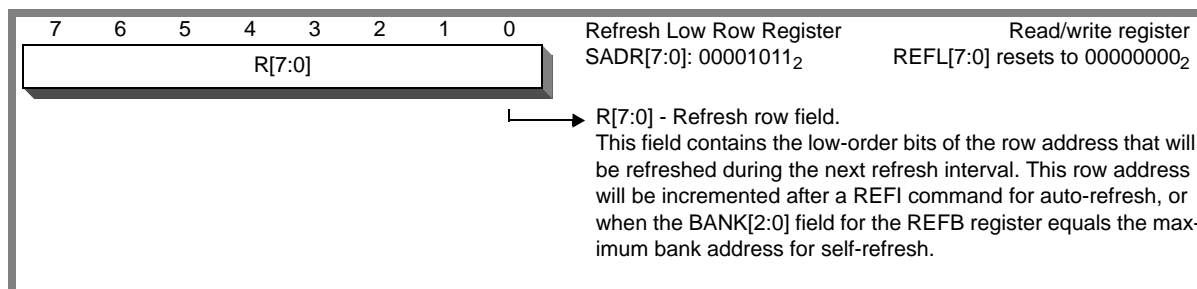 7 6 5 4 3 2 1 0
R[7:0]
Refresh Low Row Register
SADR[7:0]: 00001011₂
Read/write register
REFL[7:0] resets to 00000000₂
R[7:0] - Refresh row field.
This field contains the low-order bits of the row address that will
be refreshed during the next refresh interval. This row address
will be incremented after a REFI command for auto-refresh, or
when the BANK[2:0] field for the REFB register equals the max-
imum bank address for self-refresh.